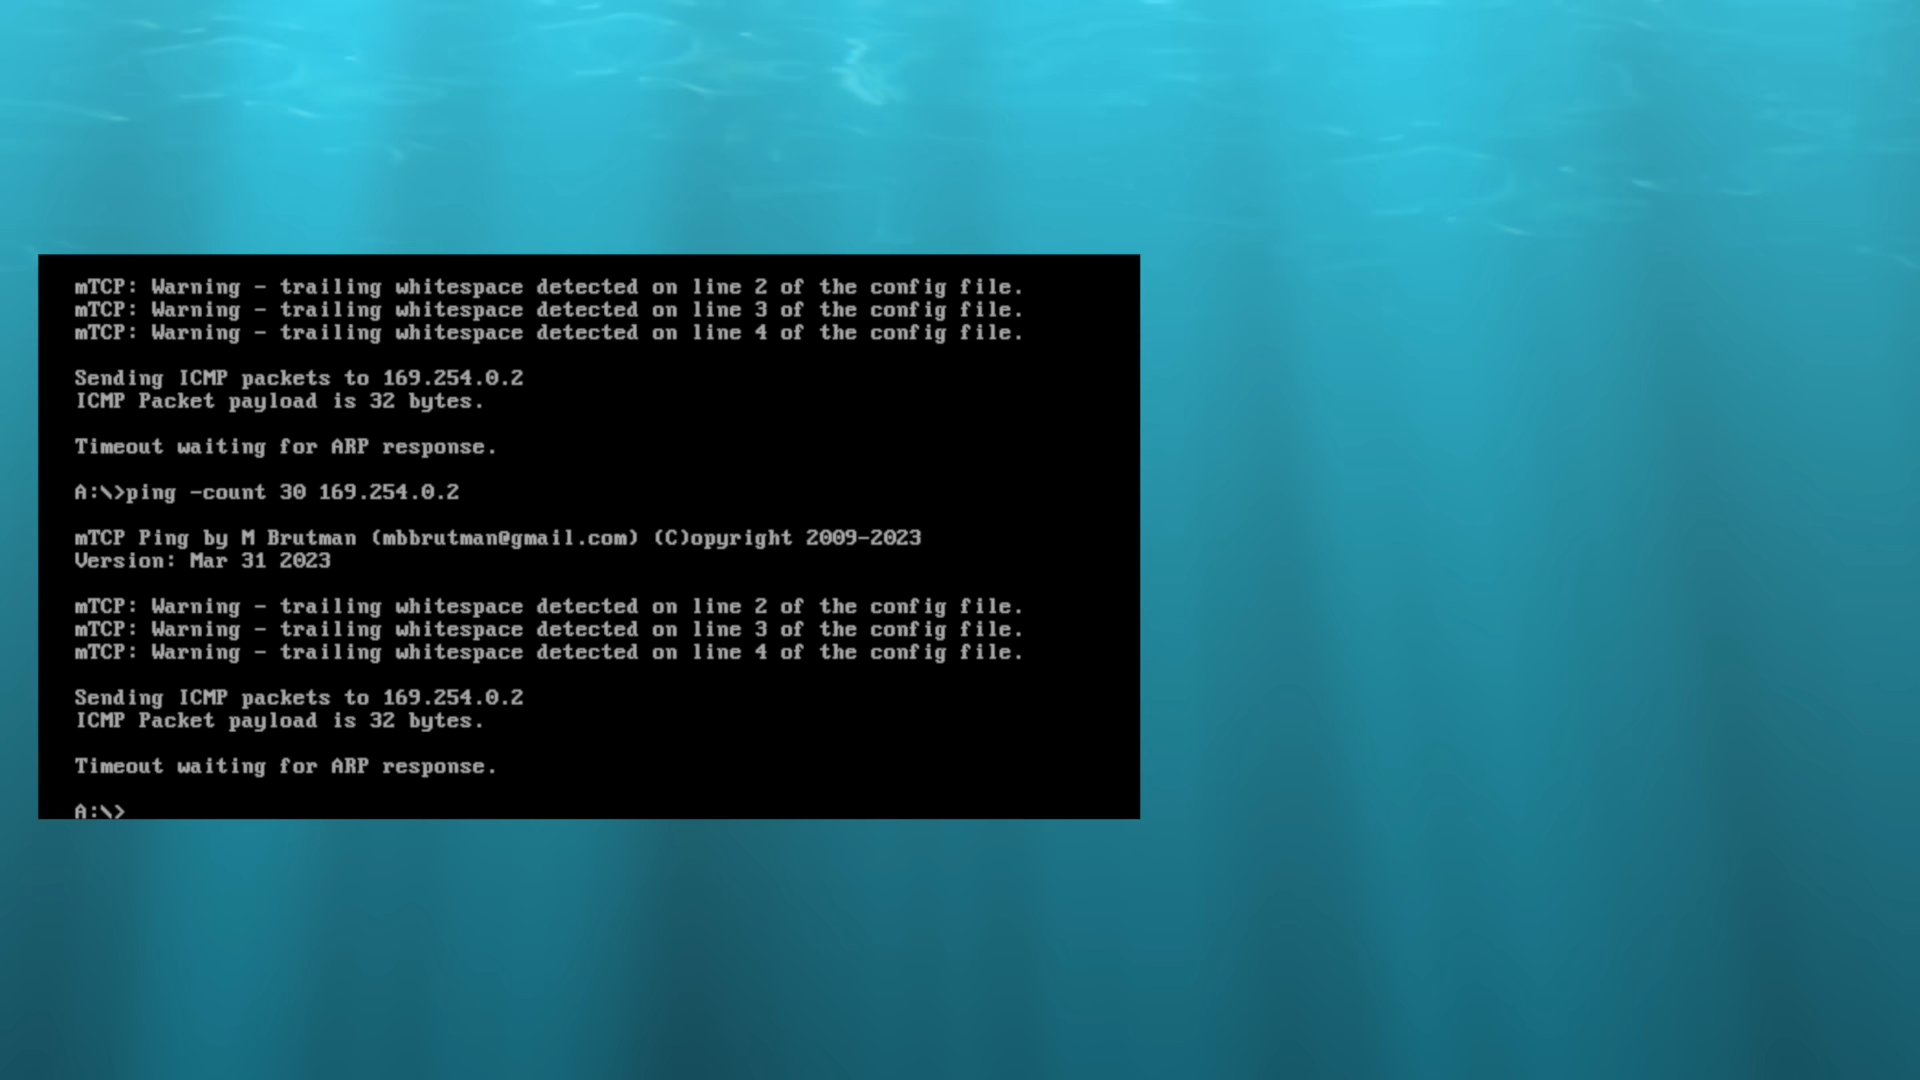 mTCP: Warning - trailing whitespace detected on line 2 of the config file.
mTCP: Warning - trailing whitespace detected on line 3 of the config file.
mTCP: Warning - trailing whitespace detected on line 4 of the config file.
Sending ICMP packets to 169.254.0.2
ICMP Packet payload is 32 bytes.
Timeout waiting for ARP response.
A:\>ping -count 30 169.254.0.2
mTCP Ping by M Brutman (mbbrutman@gmail.com) (C)opyright 2009-2023
Version: Mar 31 2023
mTCP: Warning - trailing whitespace detected on line 2 of the config file.
mTCP: Warning - trailing whitespace detected on line 3 of the config file.
mTCP: Warning - trailing whitespace detected on line 4 of the config file.
Sending ICMP packets to 169.254.0.2
ICMP Packet payload is 32 bytes.
Timeout waiting for ARP response.
A:\>